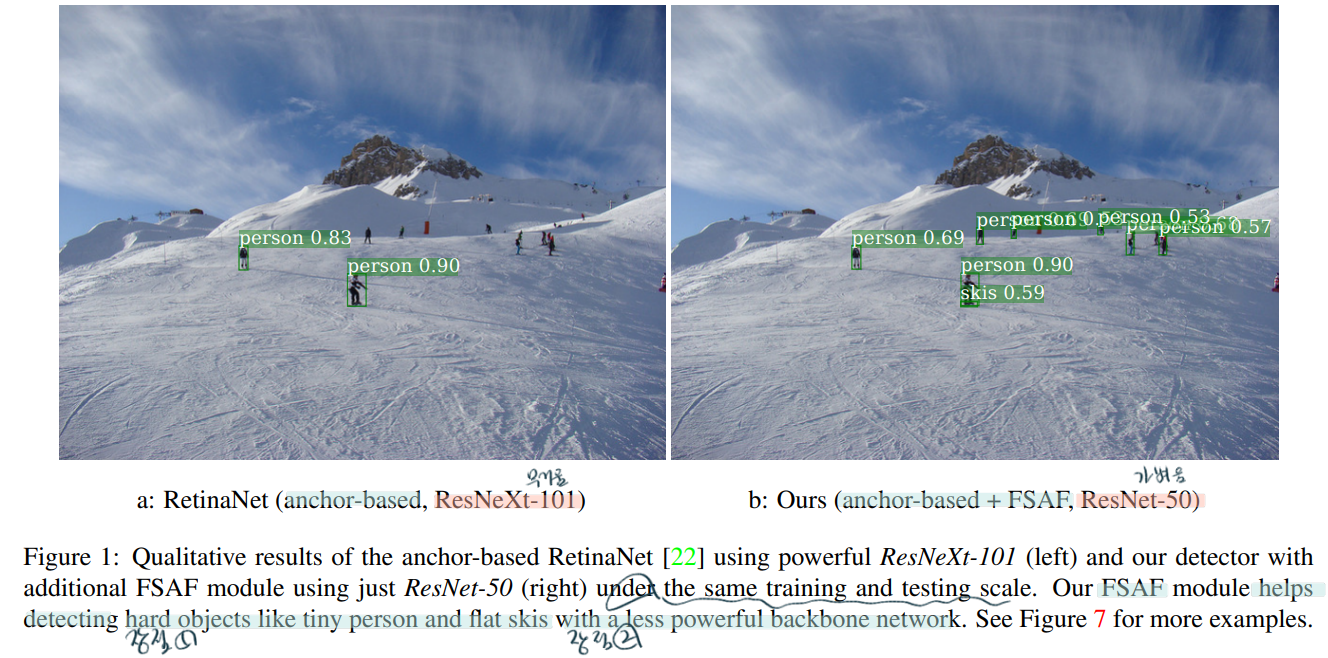 person 0.83
person 0.90
person 0.53
person 0.57
person 0.69
person 0.90
skis 0.59
무거움
가벼움
a: RetinaNet (anchor-based, ResNeXt-101)
b: Ours (anchor-based + FSAF, ResNet-50)
Figure 1: Qualitative results of the anchor-based RetinaNet [22] using powerful ResNeXt-101 (left) and our detector with
additional FSAF module using just ResNet-50 (right) under the same training and testing scale. Our FSAF module helps
detecting hard objects like tiny person and flat skis with a less powerful backbone network. See Figure 7 for more examples.
장점①
장점②